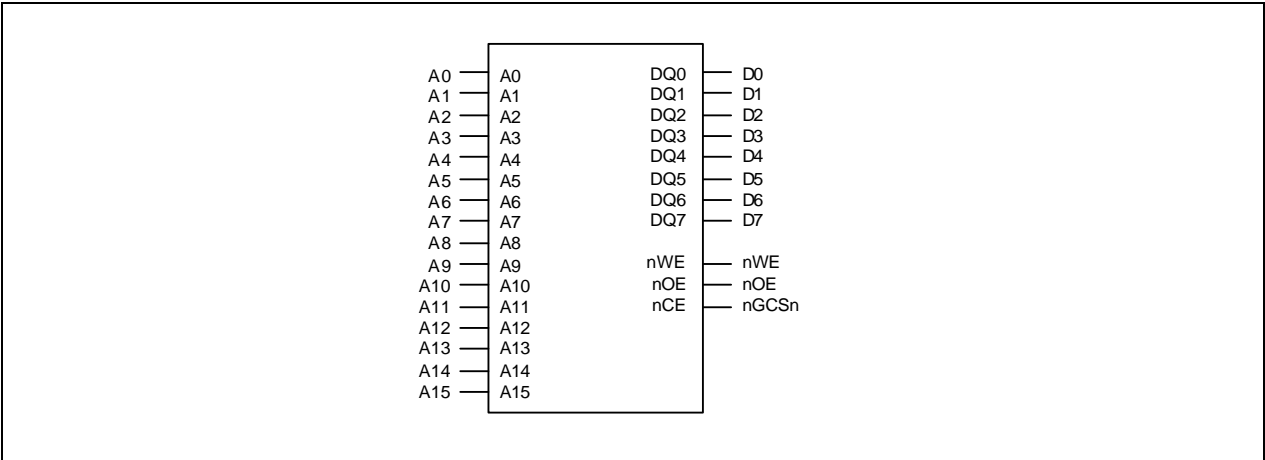 A0 A0 DQ0 D0
A1 A1 DQ1 D1
A2 A2 DQ2 D2
A3 A3 DQ3 D3
A4 A4 DQ4 D4
A5 A5 DQ5 D5
A6 A6 DQ6 D6
A7 A7 DQ7 D7
A8 A8
A9 A9 nWE nWE
A10 A10 nOE nOE
A11 A11 nCE nGCSn
A12 A12
A13 A13
A14 A14
A15 A15